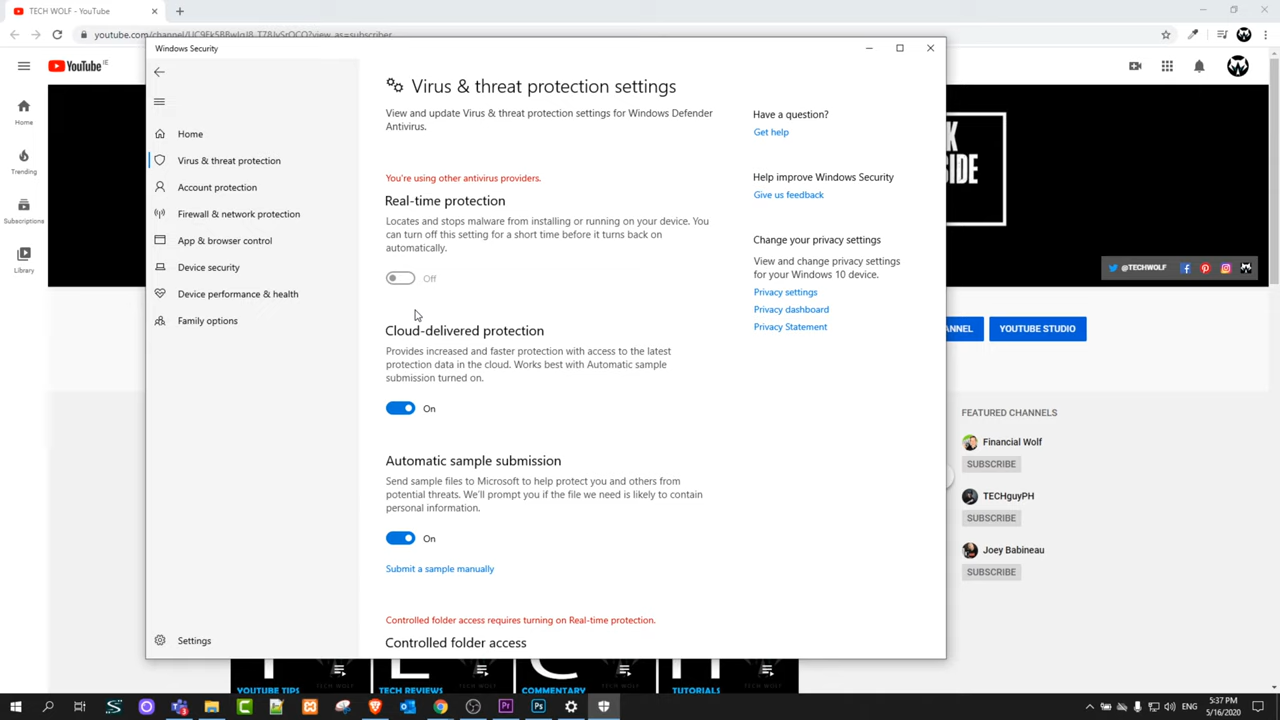 TECH WOLF - YouTube
Windows Security
YouTube IE
Home
Trending
Subscriptions
Library
Home
Virus & threat protection
Account protection
Firewall & network protection
App & browser control
Device security
Device performance & health
Family options
Settings
Virus & threat protection settings
View and update Virus & threat protection settings for Windows Defender
Antivirus.
You're using other antivirus providers.
Real-time protection
Locates and stops malware from installing or running on your device. You
can turn off this setting for a short time before it turns back on
automatically.
Off
Cloud-delivered protection
Provides increased and faster protection with access to the latest
protection data in the cloud. Works best with Automatic sample
submission turned on.
On
Automatic sample submission
Send sample files to Microsoft to help protect you and others from
potential threats. We'll prompt you if the file we need is likely to contain
personal information.
On
Submit a sample manually
Controlled folder access requires turning on Real-time protection.
Controlled folder access
Have a question?
Get help
Help improve Windows Security
Give us feedback
Change your privacy settings
View and change privacy settings
for your Windows 10 device.
Privacy settings
Privacy dashboard
Privacy Statement
@TECHWOLF
YOUTUBE STUDIO
FEATURED CHANNELS
Financial Wolf
SUBSCRIBE
TECHguyPH
SUBSCRIBE
Joey Babineau
SUBSCRIBE
YOUTUBE TIPS
TECH REVIEWS
COMMENTARY
TUTORIALS
ENG
5:37 PM
5/16/2020